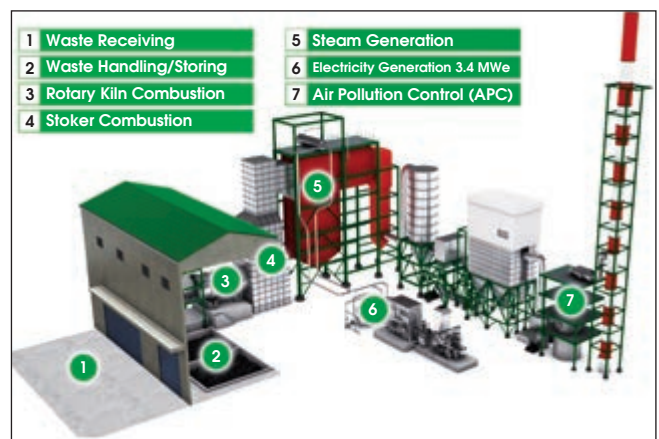 1 Waste Receiving
2 Waste Handling/Storing
3 Rotary Kiln Combustion
4 Stoker Combustion
5 Steam Generation
6 Electricity Generation 3.4 MWe
7 Air Pollution Control (APC)
5
4
3
6
7
2
1